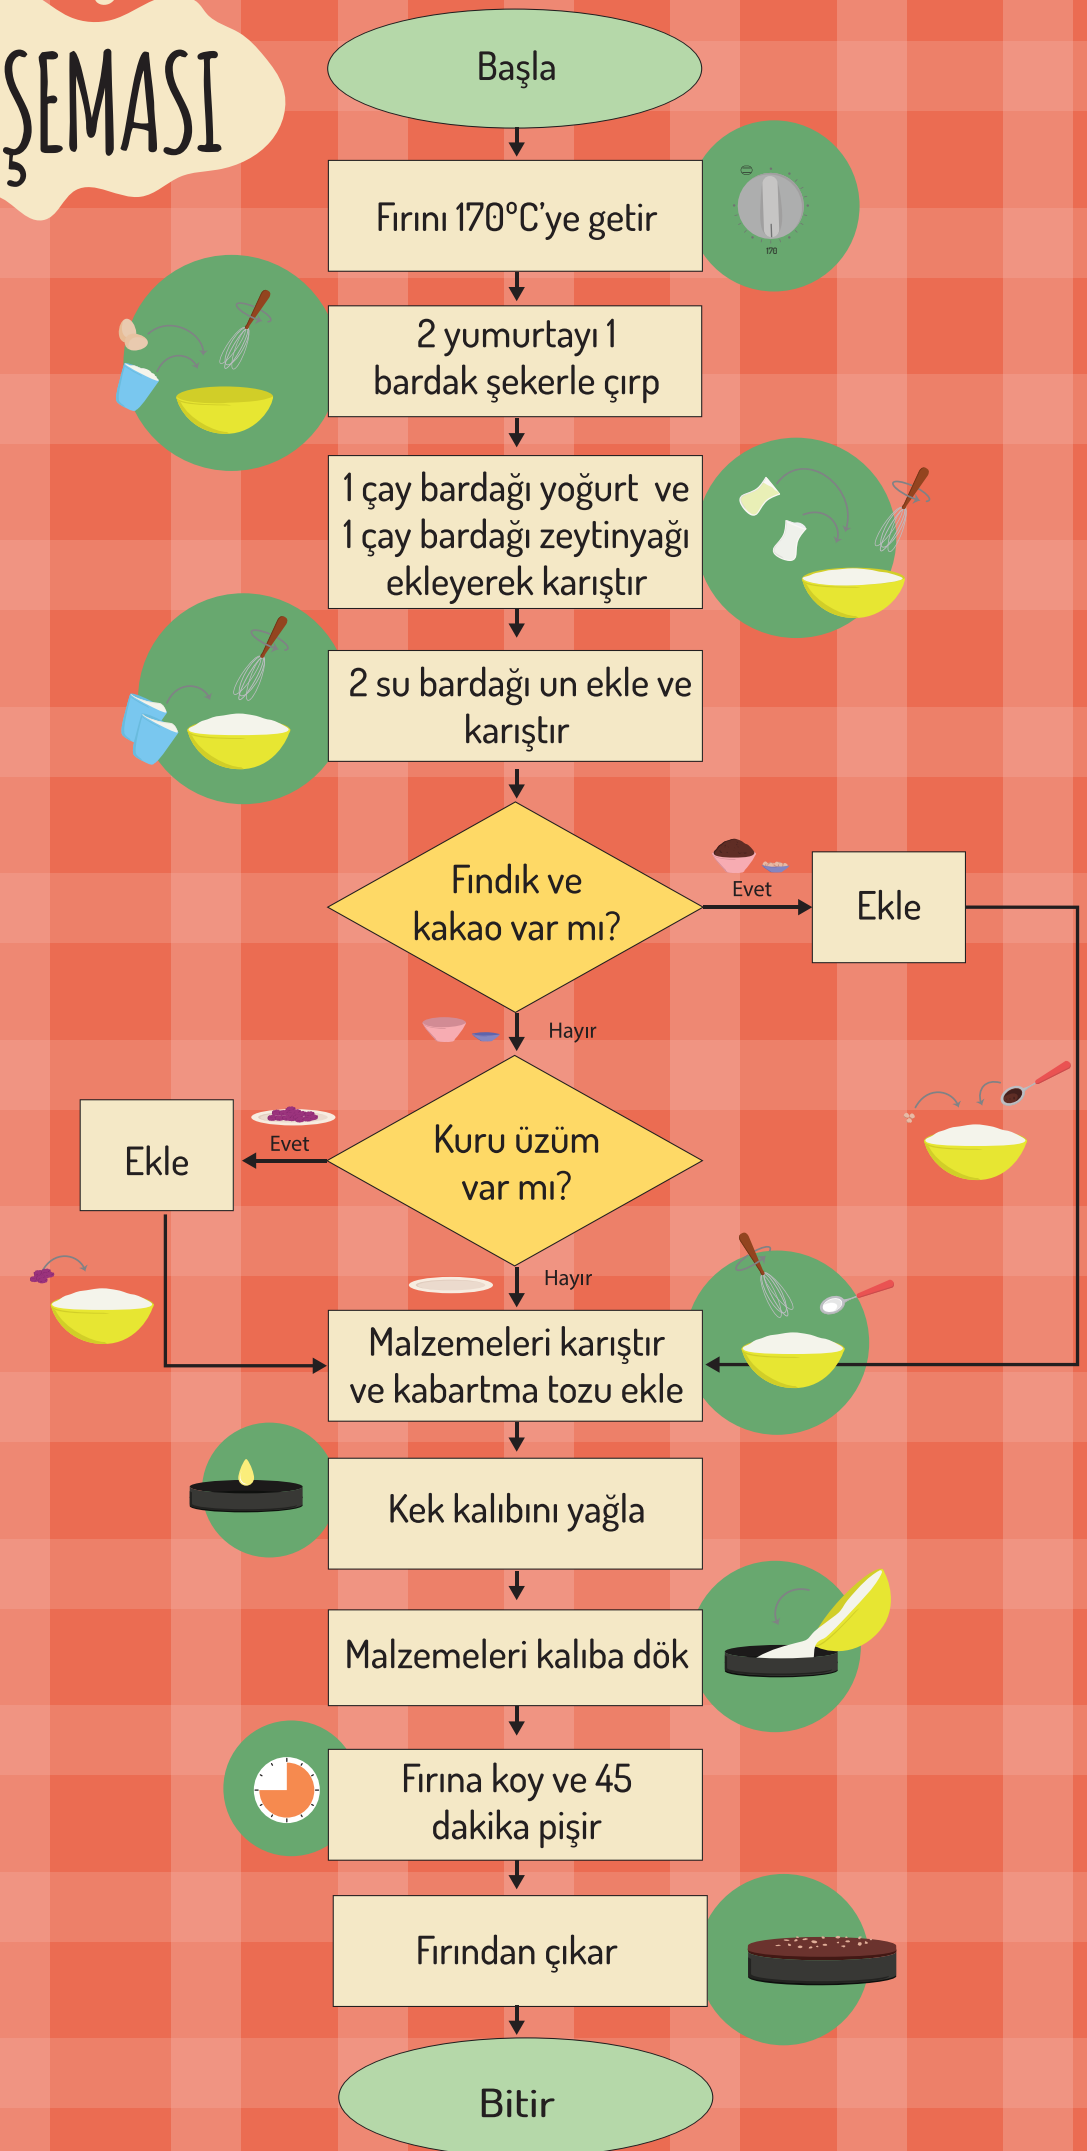 ŞEMASI
Başla
Fırını 170°C'ye getir
170
2 yumurtayı 1
bardak şekerle çırp
1 çay bardağı yoğurt ve
1 çay bardağı zeytinyağı
ekleyerek karıştır
2 su bardağı un ekle ve
karıştır
Fındık ve
kakao var mı?
Evet
Ekle
Hayır
Kuru üzüm
var mı?
Evet
Ekle
Hayır
Malzemeleri karıştır
ve kabartma tozu ekle
Kek kalıbını yağla
Malzemeleri kalıba dök
Fırına koy ve 45
dakika pişir
Fırından çıkar
Bitir